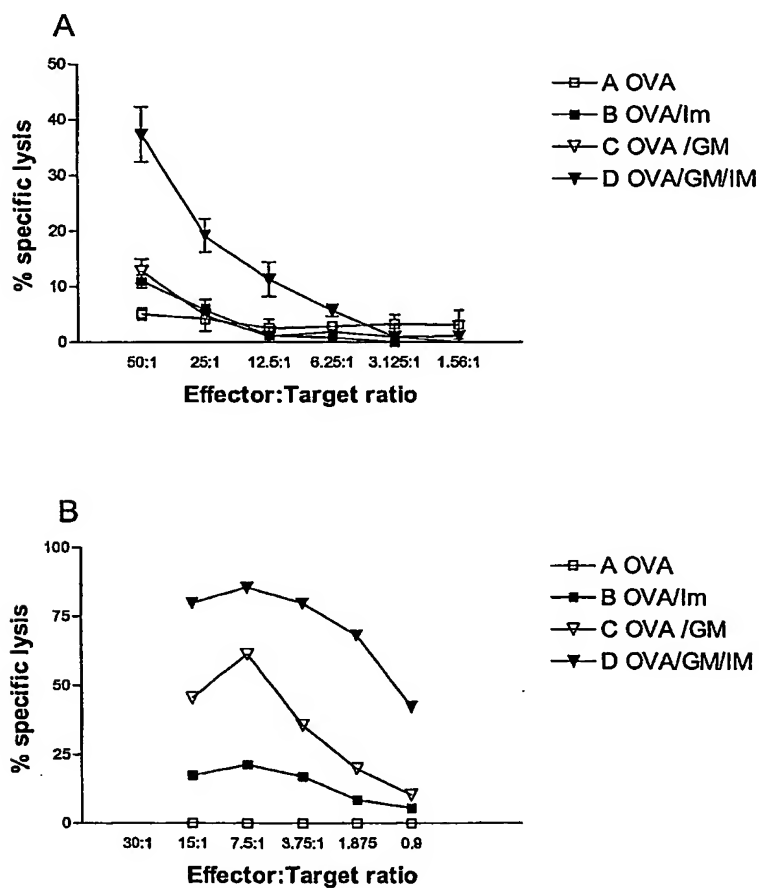 A
50
40
30
20
10
0
% specific lysis
50:1 25:1 12.5:1 6.25:1 3.125:1 1.56:1
Effector:Target ratio
A OVA
B OVA/Im
C OVA /GM
D OVA/GM/IM
B
100
75
50
25
0
% specific lysis
30:1 15:1 7.5:1 3.75:1 1.875 0.9
Effector:Target ratio
A OVA
B OVA/Im
C OVA /GM
D OVA/GM/IM